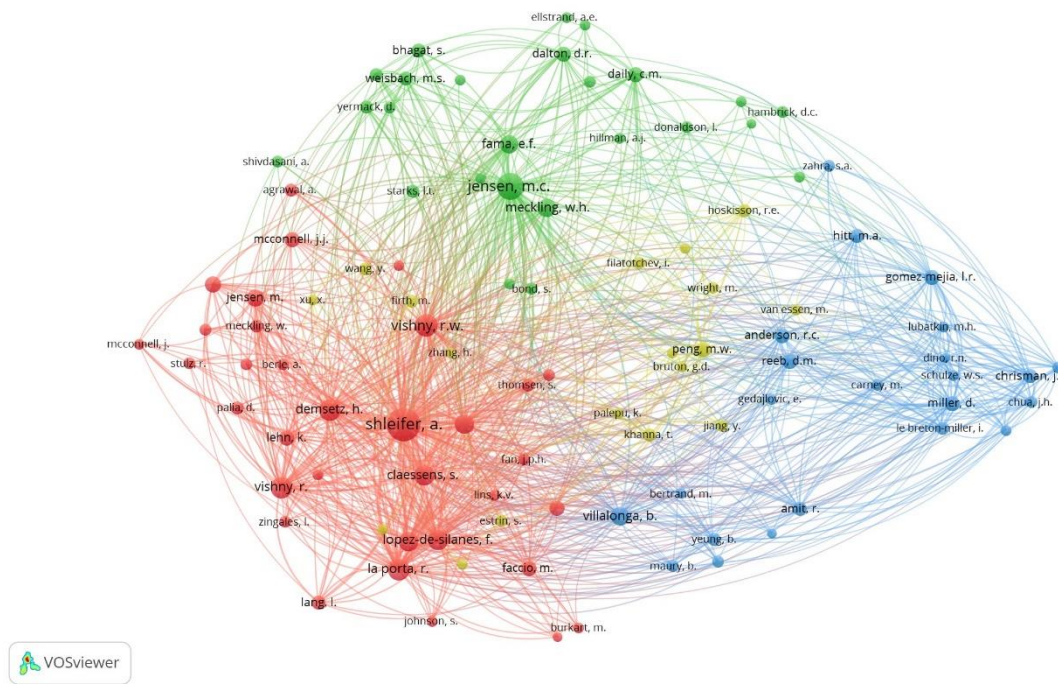 ellstrand, a.e.
bhagat, s.
dalton, d.r.
weisbach, m.s.
daily, c.m.
yermack, d.
hambrick, d.c.
donaldson, l.
fama, e.f.
hillman, a.j.
shivdasani, a.
zahra, s.a.
agrawal, a.
starks, l.t.
jensen, m.c.
meckling, w.h.
hoskisson, r.e.
mcconnell, j.j.
hitt, m.a.
wang, y.
filatotchev, i.
gomez-mejia, l.r.
bond, s.
wright, m.
jensen, m.
xu, x.
firth, m.
van essen, m.
meckling, w.
vishny, r.w.
lubatkin, m.h.
anderson, r.c.
mcconnell, j.
zhang, h.
peng, m.w.
stulz, r.
berle, a.
bruton, g.d.
reeb, d.m.
dino, r.n.
thomsen, s.
schulze, w.s.
chrisman, j.
carney, m.
gedajlovic, e.
miller, d.
chua, j.h.
palia, d.
demsetz, h.
palepu, k.
shleifer, a.
jiang, y.
le breton-miller, i.
lehn, k.
khanna, t.
fan, j.p.h.
claessens, s.
vishny, r.
lins, k.v.
bertrand, m.
amit, r.
zingales, l.
estrin, s.
villalonga, b.
lopez-de-silanes, f.
yeung, b.
la porta, r.
faccio, m.
maury, b.
lang, l.
johnson, s.
burkart, m.
VOSviewer